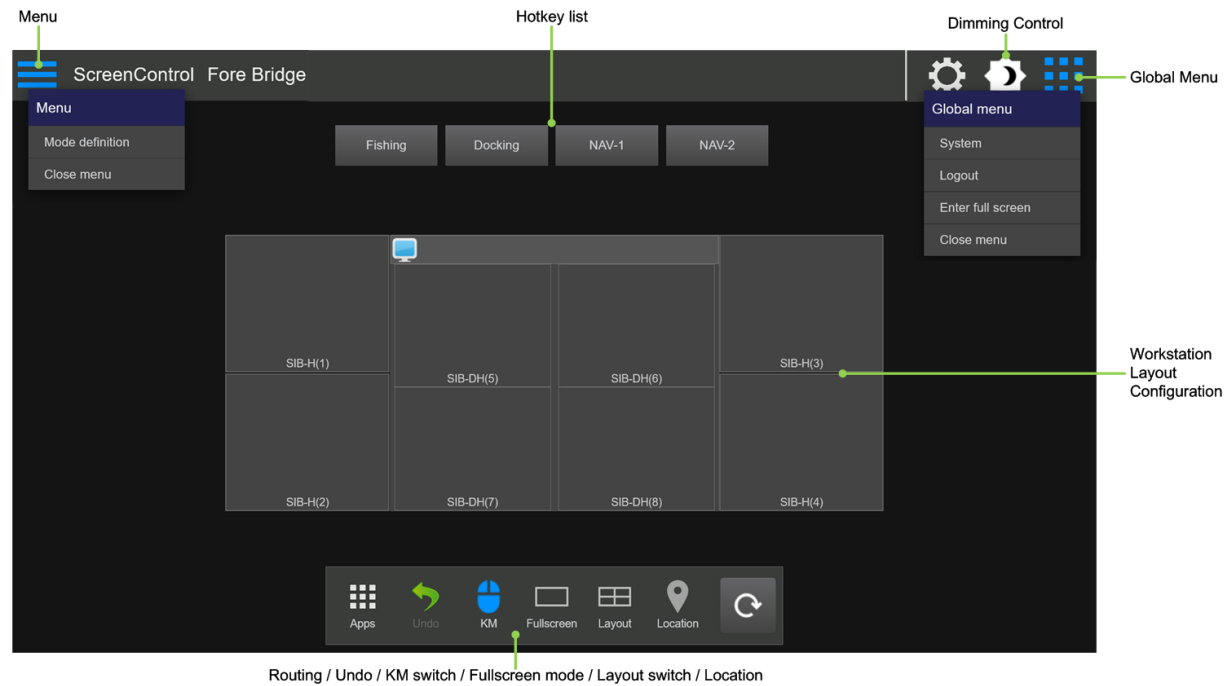 Menu
Hotkey list
Dimming Control
ScreenControl Fore Bridge
Global Menu
Menu
Mode definition
Close menu
Fishing
Docking
NAV-1
NAV-2
Global menu
System
Logout
Enter full screen
Close menu
SIB-H(1)
SIB-DH(5)
SIB-DH(6)
SIB-H(3)
Workstation
Layout
Configuration
SIB-H(2)
SIB-DH(7)
SIB-DH(8)
SIB-H(4)
Apps
Undo
KM
Fullscreen
Layout
Location
Routing / Undo / KM switch / Fullscreen mode / Layout switch / Location